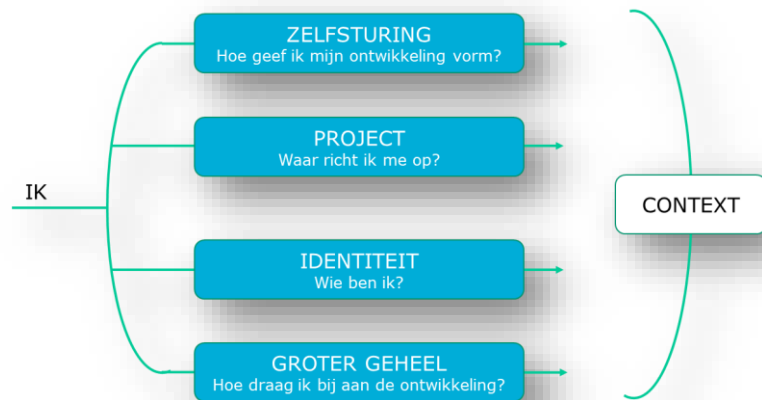 ZELFSTURING
Hoe geef ik mijn ontwikkeling vorm?
PROJECT
Waar richt ik me op?
IK
CONTEXT
IDENTITEIT
Wie ben ik?
GROTER GEHEEL
Hoe draag ik bij aan de ontwikkeling?